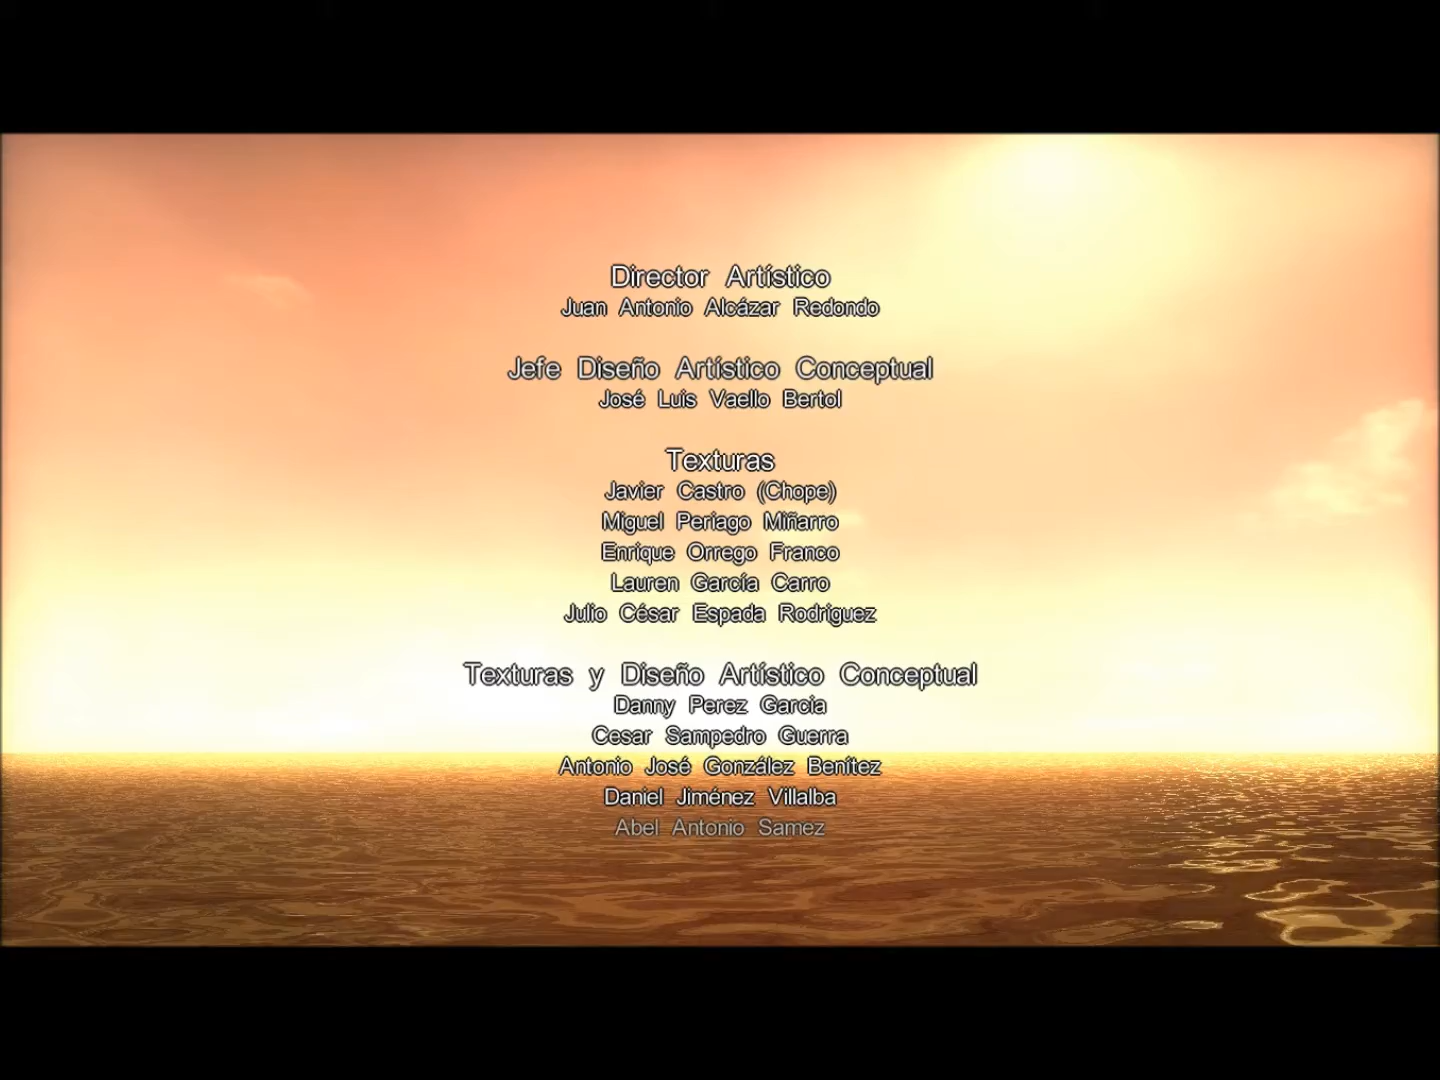 Director Artístico
Juan Antonio Alcázar Redondo
Jefe Diseño Artístico Conceptual
José Luis Vaello Bertol
Texturas
Javier Castro (Chope)
Miguel Periago Miñarro
Enrique Orrego Franco
Lauren García Carro
Julio César Espada Rodriguez
Texturas y Diseño Artístico Conceptual
Danny Perez Garcia
Cesar Sampedro Guerra
Antonio José González Benítez
Daniel Jiménez Villalba
Abel Antonio Samez